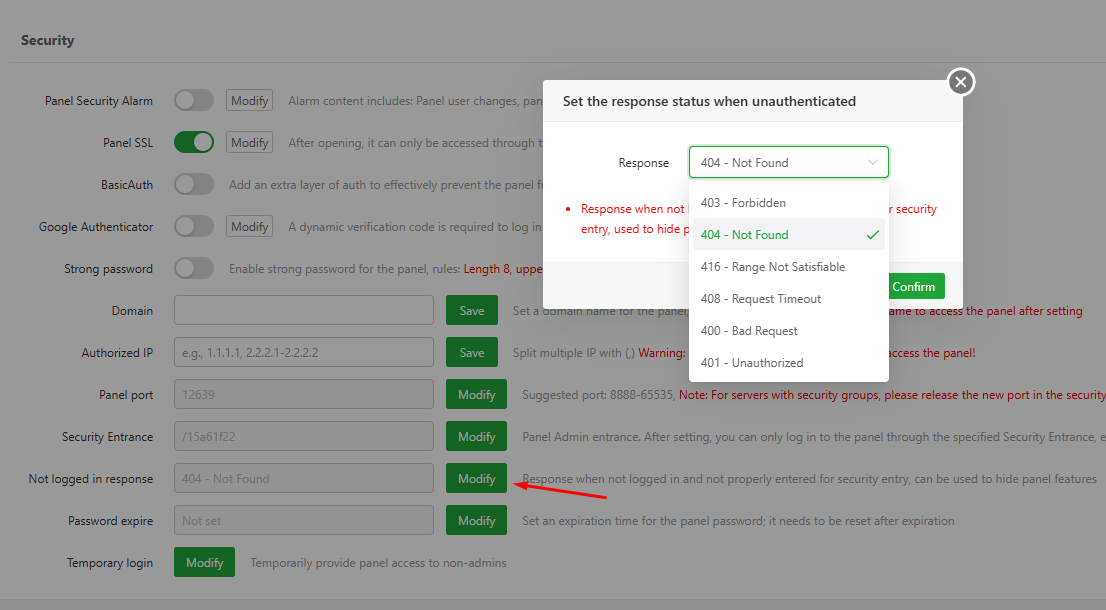 Security
Set the response status when unauthenticated
Response 404 - Not Found
403 - Forbidden
404 - Not Found
416 - Range Not Satisfiable
408 - Request Timeout
400 - Bad Request
401 - Unauthorized
Response when not security
entry, used to hide
Confirm
Panel Security Alarm Modify Alarm content includes: Panel user changes,
Panel SSL Modify After opening, it can only be accessed through
BasicAuth Add an extra layer of auth to effectively prevent the panel
Google Authenticator Modify A dynamic verification code is required to log in
Strong password Enable strong password for the panel, rules: Length 8,
Domain Save Set a domain name for the panel, to access the panel after setting
Authorized IP e.g., 1.1.1.1, 2.2.2.1-2.2.2.2 Save Split multiple IP with (,) Warning: access the panel!
Panel port 12639 Modify Suggested port: 8888-65535, Note: For servers with security groups, please release the new port in the security
Security Entrance /15a61f22 Modify Panel Admin entrance. After setting, you can only log in to the panel through the specified Security Entrance,
Not logged in response 404 - Not Found Modify Response when not logged in and not properly entered for security entry, can be used to hide panel features
Password expire Not set Modify Set an expiration time for the panel password; it needs to be reset after expiration
Temporary login Modify Temporarily provide panel access to non-admins